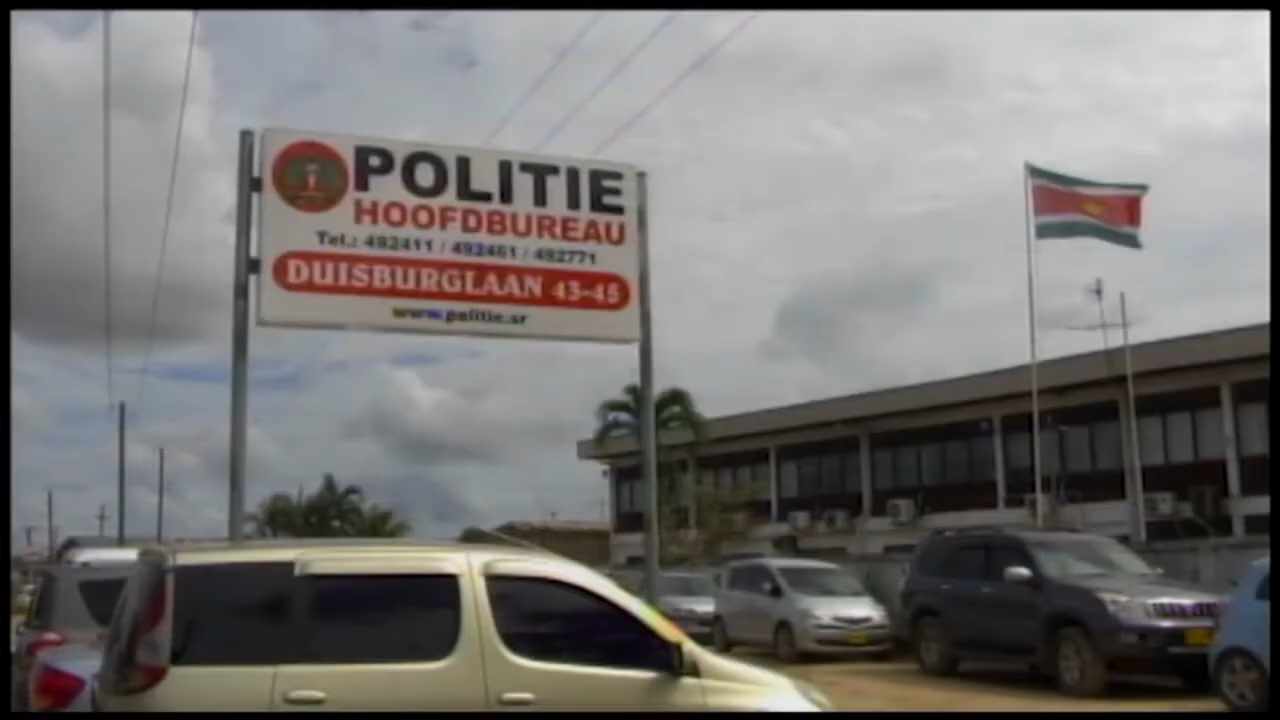 POLITIE
HOOFDBUREAU
Tel.: 492411 / 492461 / 492771
DUISBURGLAAN 43-45
www.politie.sr